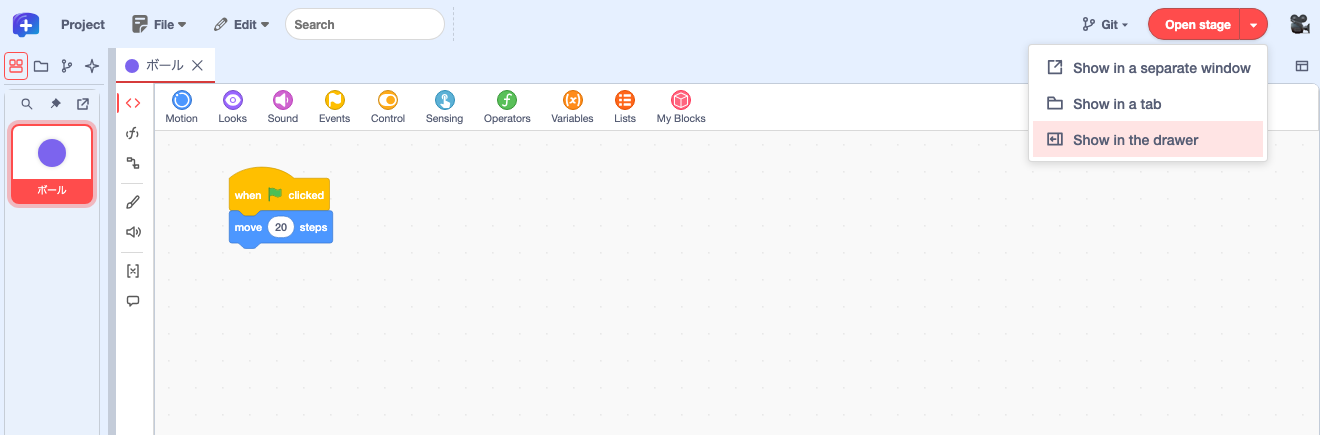 Project
File
Edit
Search
Git
Open stage
Show in a separate window
Show in a tab
Show in the drawer
ボール
Motion
Looks
Sound
Events
Control
Sensing
Operators
Variables
Lists
My Blocks
ボール
when clicked
move 20 steps